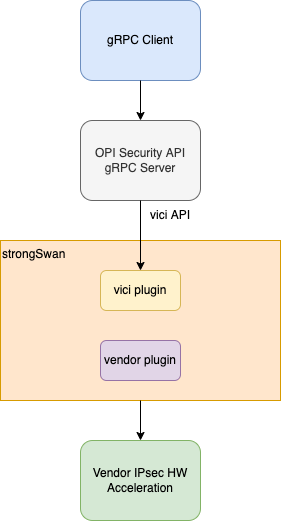 gRPC Client
OPI Security API
gRPC Server
vici API
strongSwan
vici plugin
vendor plugin
Vendor IPsec HW
Acceleration